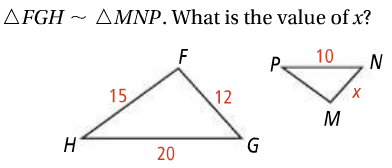 △FGH ~ △MNP. What is the value of x?
F
15
12
H
20
G
P
10
N
x
M